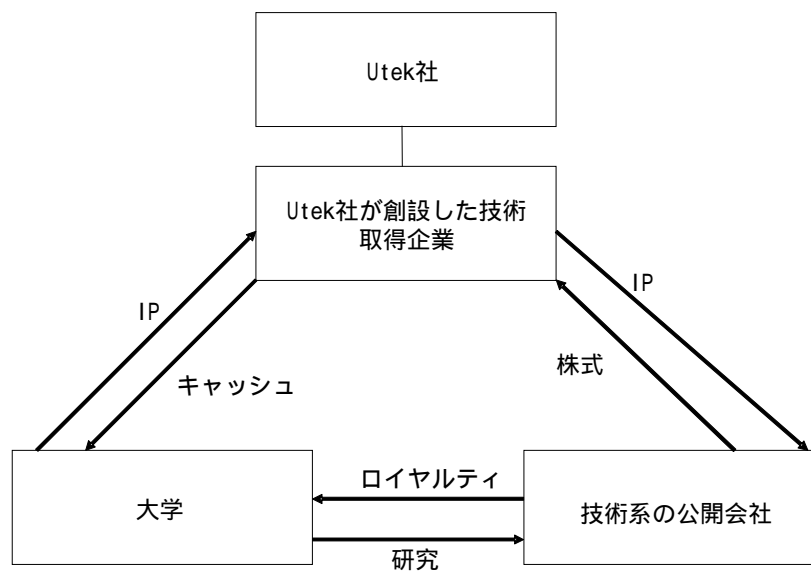 Utek社
Utek社が創設した技術
取得企業
IP
IP
株式
キャッシュ
ロイヤルティ
大学
技術系の公開会社
研究